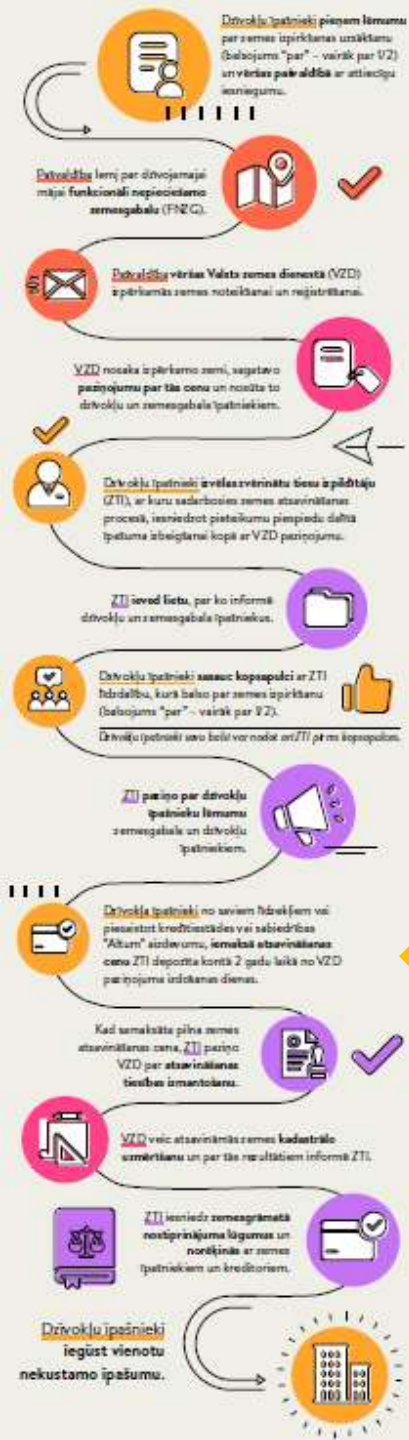 Dzīvokļu īpašnieki pieņem lēmumu
par zemes izpirkšanas uzsākšanu
(balsojums "par" – vairāk par 1/2)
un vēršas pašvaldībā ar attiecīgu
iesniegumu.
Pašvaldība lemj par dzīvojamajai
mājai funkcionāli nepieciešamo
zemesgabalu (FNZG).
Pašvaldība vēršas Valsts zemes dienestā (VZD)
izpērkamās zemes noteikšanai un reģistrēšanai.
VZD nosaka izpērkamo zemi, sagatavo
paziņojumu par tās cenu un nosūta to
dzīvokļu un zemesgabala īpašniekiem.
Dzīvokļu īpašnieki izvēlas zvērinātu tiesu izpildītāju
(ZTI), ar kuru sadarbosies zemes atsavināšanas
procesā, iesniedzot pieteikumu piespiedu dalītā
īpašuma izbeigšanai kopā ar VZD paziņojumu.
ZTI ieved lietu, par ko informē
dzīvokļu un zemesgabala īpašniekus.
Dzīvokļu īpašnieki sasauc kopsapulci ar ZTI
līdzdalību, kurā balso par zemes izpirkšanu
(balsojums "par" – vairāk par 1/2).
Dzīvokļu īpašnieki savu balsi var nodot arī ZTI pirms kopsapulces.
ZTI paziņo par dzīvokļu
īpašnieku lēmumu
zemesgabala un dzīvokļu
īpašniekiem.
Dzīvokļa īpašnieki no saviem līdzekļiem vai
piesaistot kredītiestādes vai sabiedrības
"Altum" aizdevumu, iemaksā atsavināšanas
cenu ZTI depozīta kontā 2 gadu laikā no VZD
paziņojuma izdošanas dienas.
Kad samaksāta pilna zemes
atsavināšanas cena, ZTI paziņo
VZD par atsavināšanas
tiesības izmantošanu.
VZD veic atsavināmās zemes kadastrālo
uzmērīšanu un par tās rezultātiem informē ZTI.
ZTI iesniedz zemesgrāmatā
nostiprinājuma lūgumus un
norēķinās ar zemes
īpašniekiem un kreditoriem.
Dzīvokļu īpašnieki
iegūst vienotu
nekustamo īpašumu.